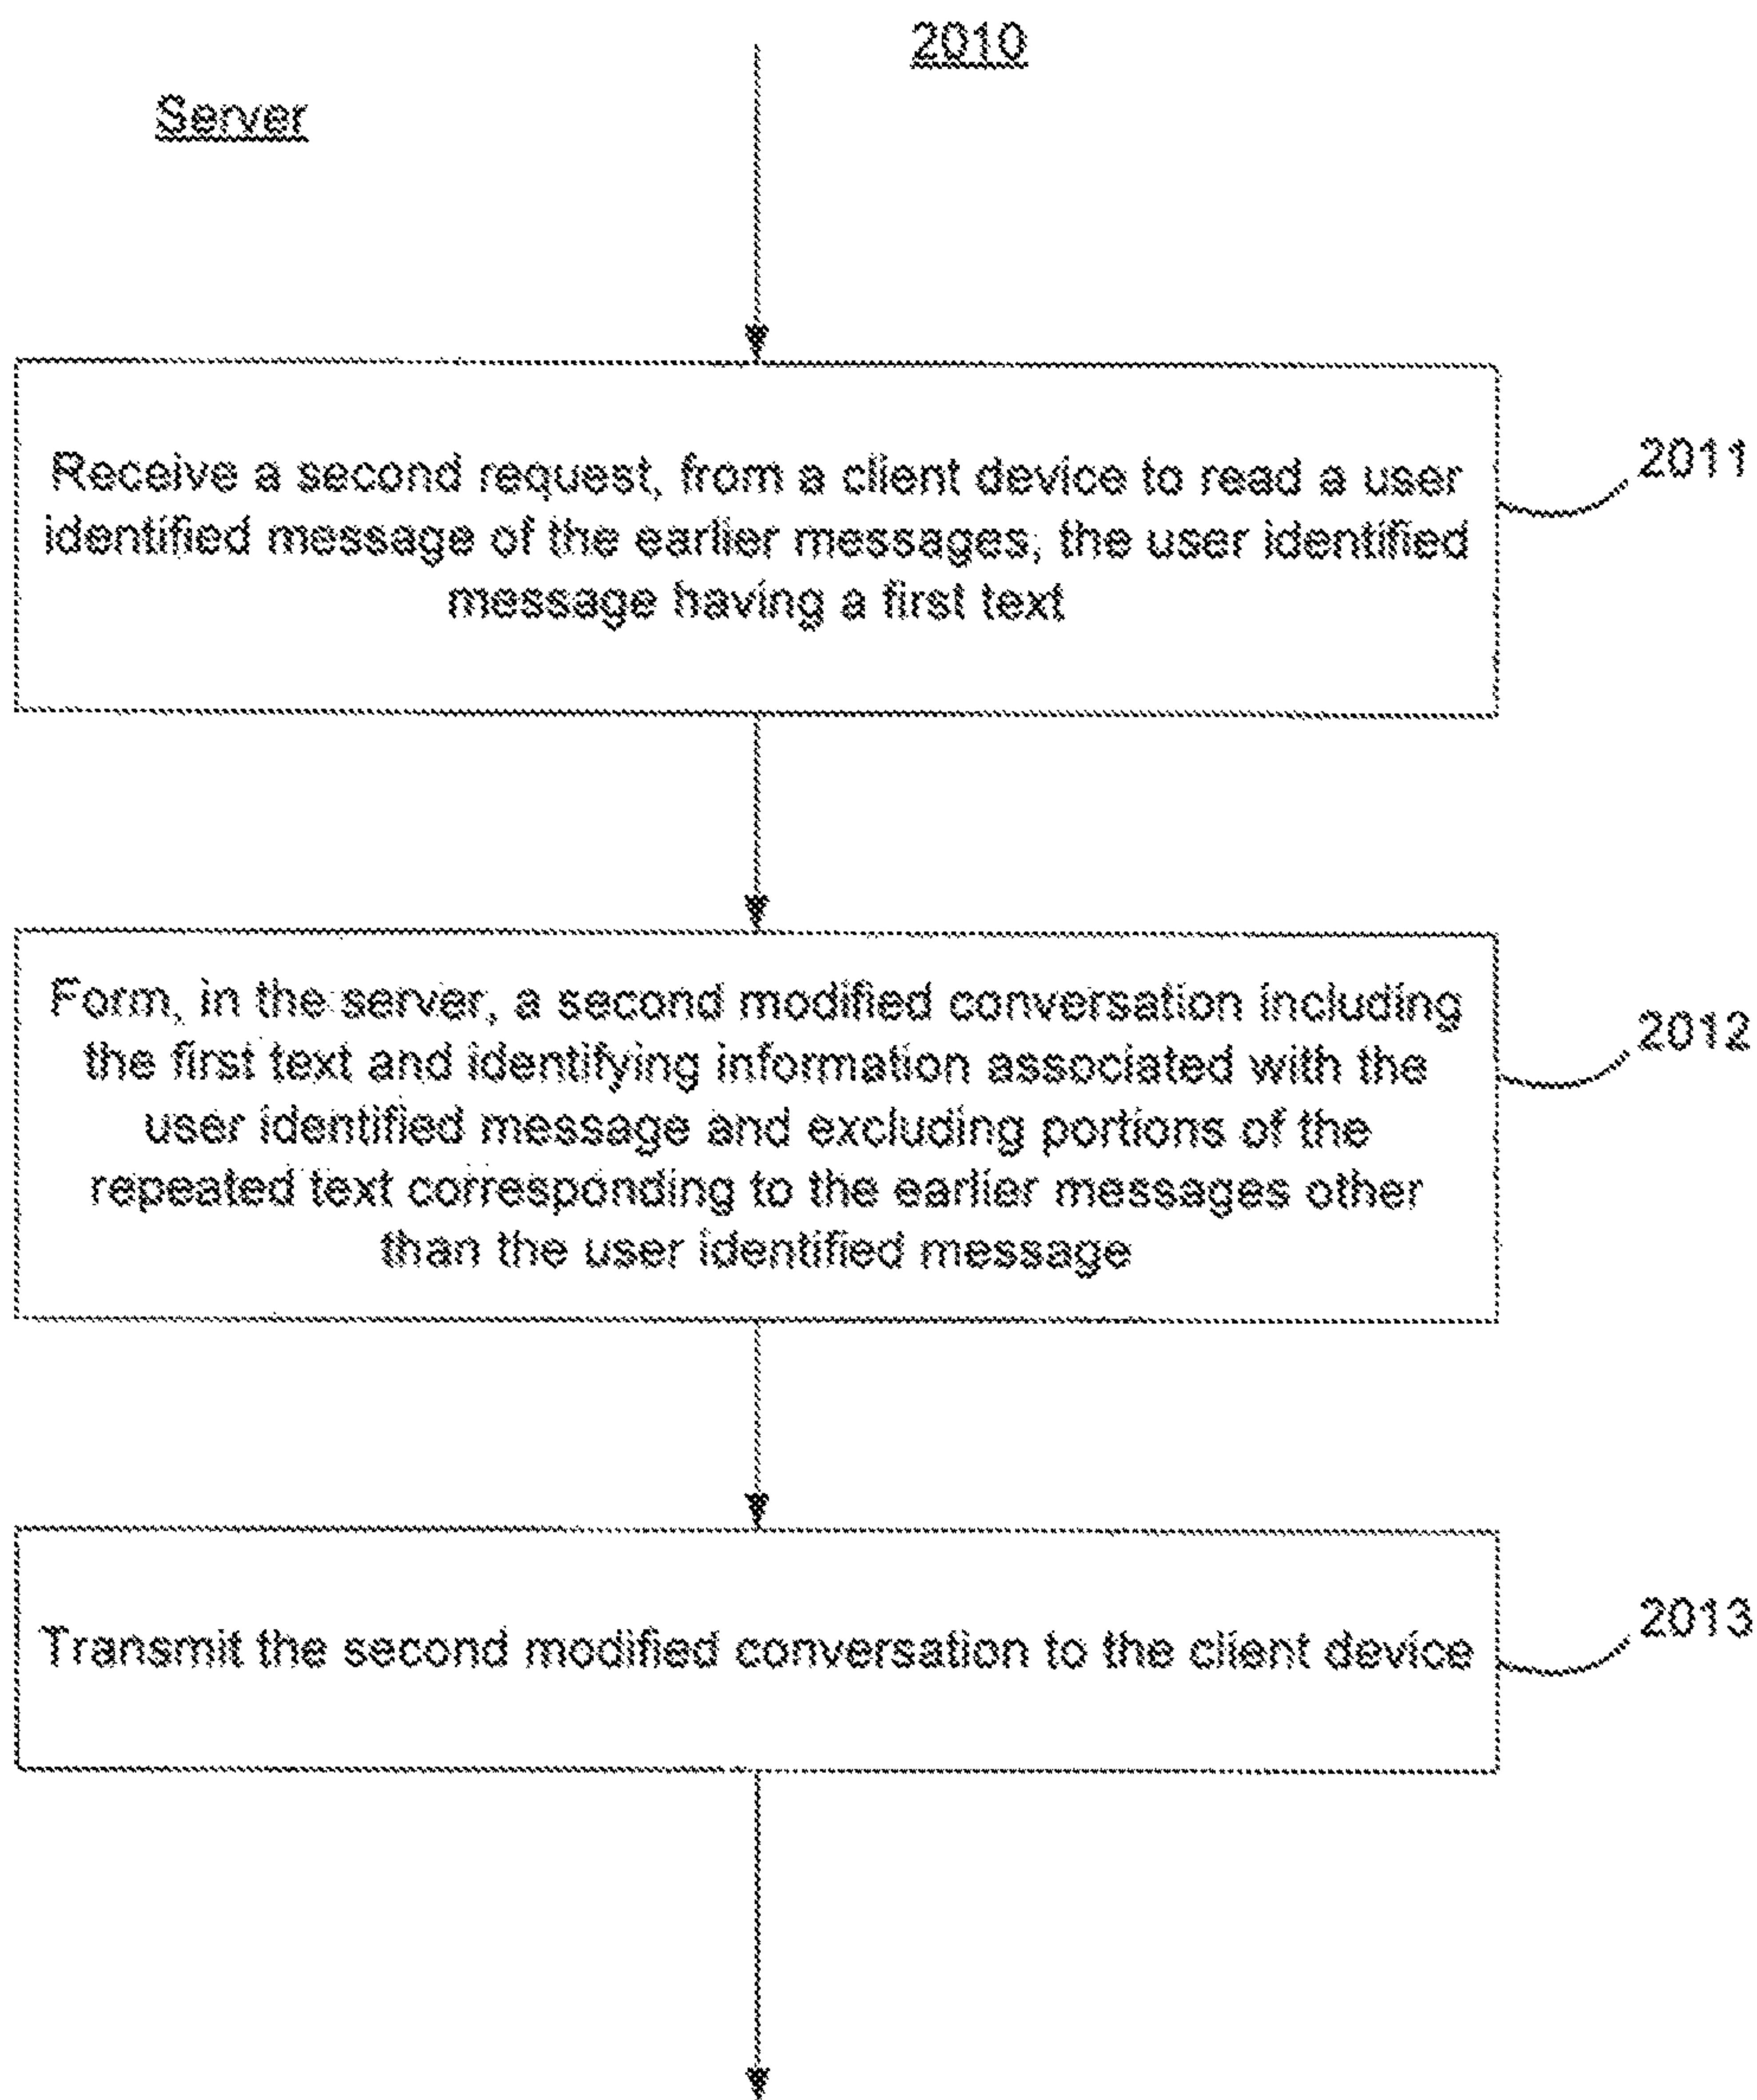 2010
Server
Receive a second request, from a client device to read a user
identified message of the earlier messages, the user identified
message having a first text
2011
Form, in the server, a second modified conversation including
the first text and identifying information associated with the
user identified message and excluding portions of the
repeated text corresponding to the earlier messages other
than the user identified message
2012
Transmit the second modified conversation to the client device
2013